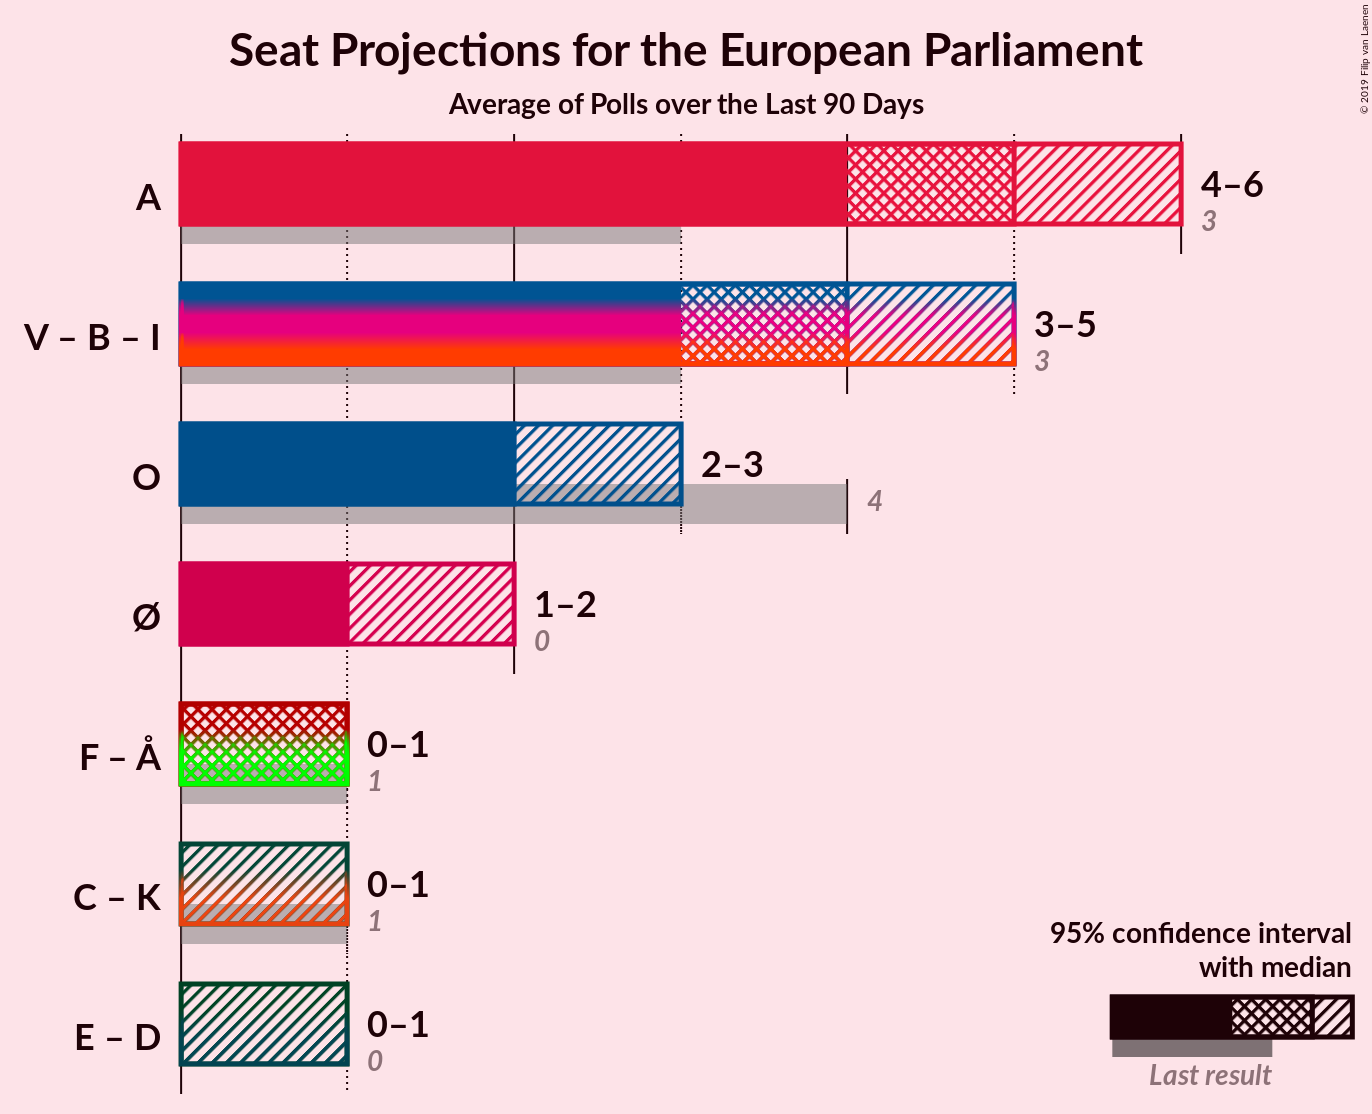 Seat Projections for the European Parliament
Average of Polls over the Last 90 Days
© 2019 Filip van Laenen
A
4–6
3
V – B – I
3–5
3
O
2–3
4
Ø
1–2
0
F – Å
0–1
1
C – K
0–1
1
E – D
0–1
0
95% confidence interval
with median
Last result